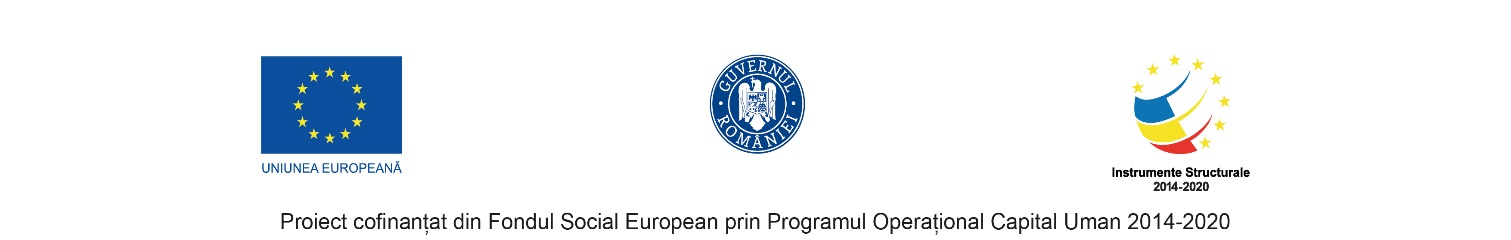 GUVERNUL
ROMÂNIEI
UNIUNEA EUROPEANĂ
Instrumente Structurale
2014-2020
Proiect cofinanțat din Fondul Social European prin Programul Operațional Capital Uman 2014-2020